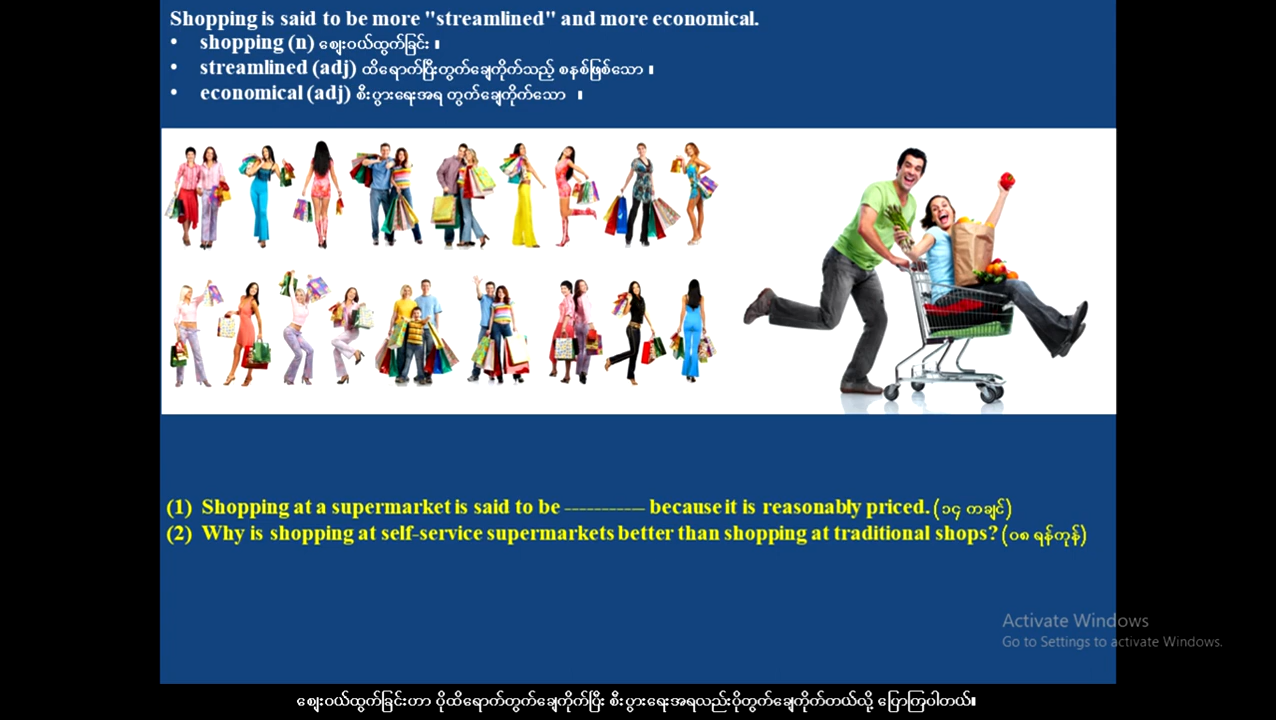 Shopping is said to be more "streamlined" and more economical.
• shopping (n) ဈေးဝယ်ထွက်ခြင်း ။
• streamlined (adj) ထိရောက်ပြီးတွက်ချေကိုက်သည့် စနစ်ဖြစ်သော ။
• economical (adj) စီးပွားရေးအရ တွက်ချေကိုက်သော ။
(1) Shopping at a supermarket is said to be ----------- because it is reasonably priced. (၁၄ ကချင်)
(2) Why is shopping at self-service supermarkets better than shopping at traditional shops? (၀၈ ရန်ကုန်)
Activate Windows
Go to Settings to activate Windows.
ဈေးဝယ်ထွက်ခြင်းဟာ ပိုထိရောက်တွက်ချေကိုက်ပြီး စီးပွားရေးအရလည်းပိုတွက်ချေကိုက်တယ်လို့ ပြောကြပါတယ်။